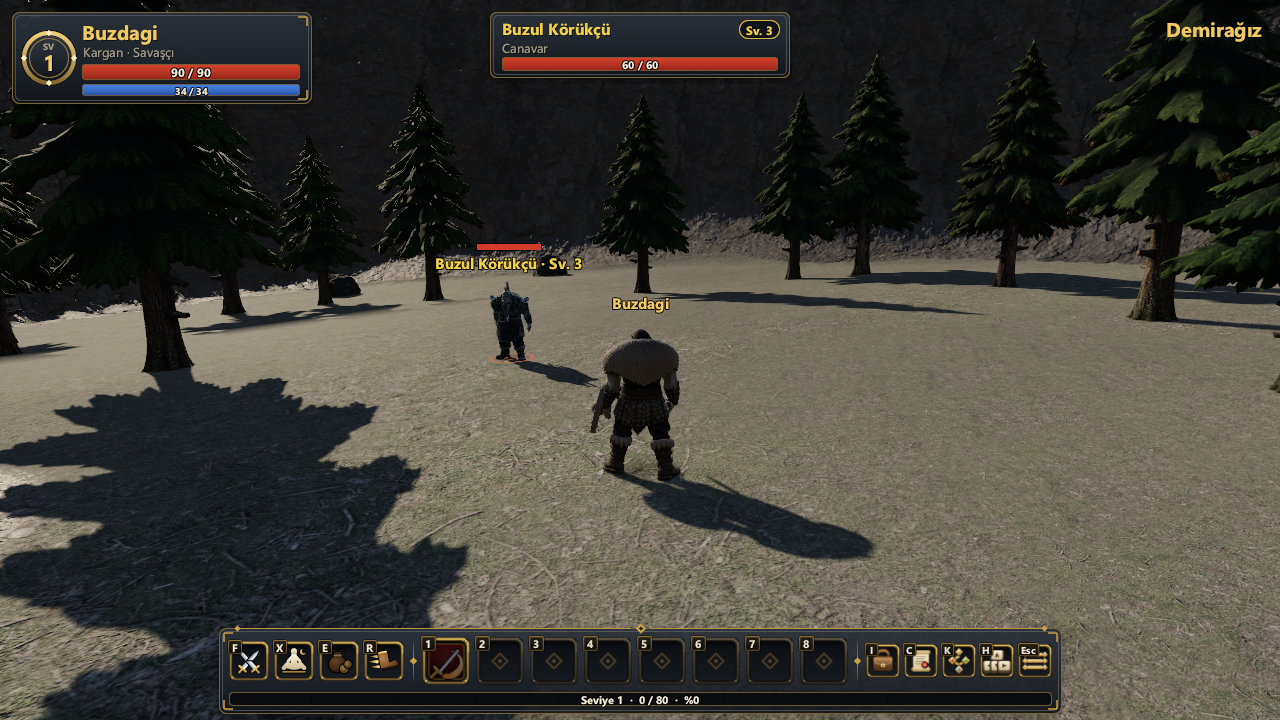 Buzdagi
SV
1
Kargan · Savaşçı
90 / 90
34 / 34
Buzul Körükçü
Sv. 3
Canavar
60 / 60
Demirağız
Buzul Körükçü · Sv. 3
Buzdagi
F X E R 1 2 3 4 5 6 7 8 I C K H Esc
Seviye 1 · 0 / 80 · %0